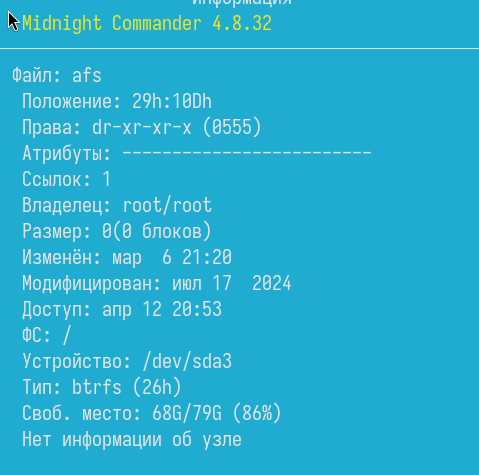 Информация
Midnight Commander 4.8.32
Файл: afs
Положение: 29h:10Dh
Права: dr-xr-xr-x (0555)
Атрибуты: -------------------------
Ссылок: 1
Владелец: root/root
Размер: 0(0 блоков)
Изменён: мар  6 21:20
Модифицирован: июл 17  2024
Доступ: апр 12 20:53
ФС: /
Устройство: /dev/sda3
Тип: btrfs (26h)
Своб. место: 68G/79G (86%)
Нет информации об узле